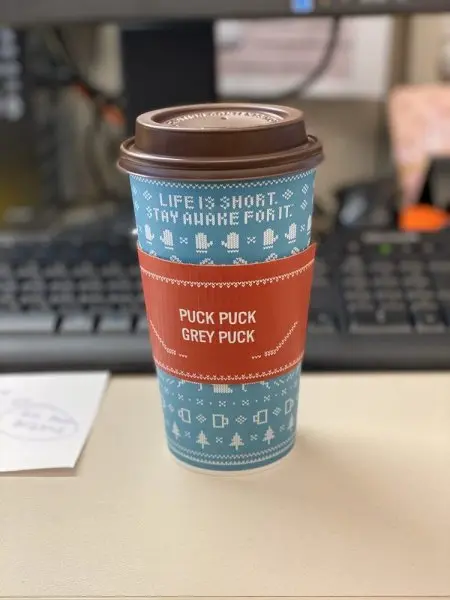 LIFE IS SHORT.
STAY AWAKE FOR IT.
PUCK PUCK
GREY PUCK